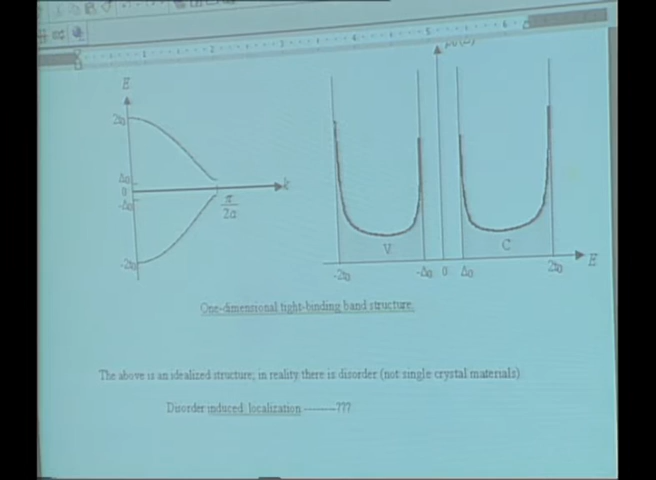 E
2t₀
Δ₀
0
-Δ₀
-2t₀
k
π
2a
V
C
-2t₀
-Δ₀
0
Δ₀
2t₀
E
One-dimensional tight-binding band structure.
The above is an idealized structure; in reality there is disorder (not single crystal materials)
Disorder induced localization --------???